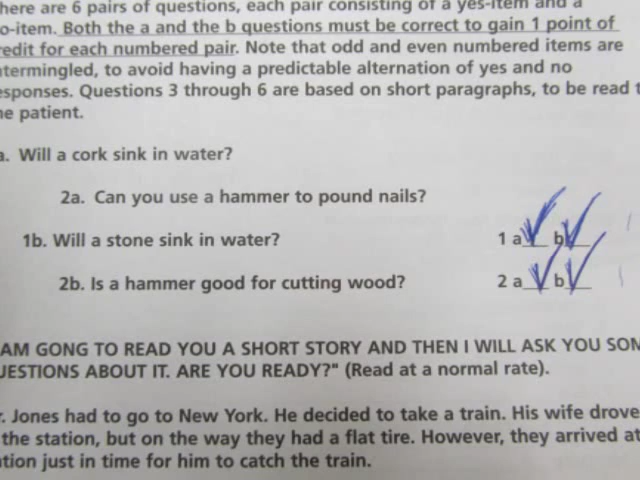 here are 6 pairs of questions, each pair consisting of a yes-item and a
o-item. Both the a and the b questions must be correct to gain 1 point of
redit for each numbered pair. Note that odd and even numbered items are
ntermingled, to avoid having a predictable alternation of yes and no
esponses. Questions 3 through 6 are based on short paragraphs, to be read t
he patient.
a. Will a cork sink in water?
2a. Can you use a hammer to pound nails?
1b. Will a stone sink in water? 1 a b
2b. Is a hammer good for cutting wood? 2 a b
AM GONG TO READ YOU A SHORT STORY AND THEN I WILL ASK YOU SOM
UESTIONS ABOUT IT. ARE YOU READY?" (Read at a normal rate).
r. Jones had to go to New York. He decided to take a train. His wife drove
the station, but on the way they had a flat tire. However, they arrived at
tion just in time for him to catch the train.